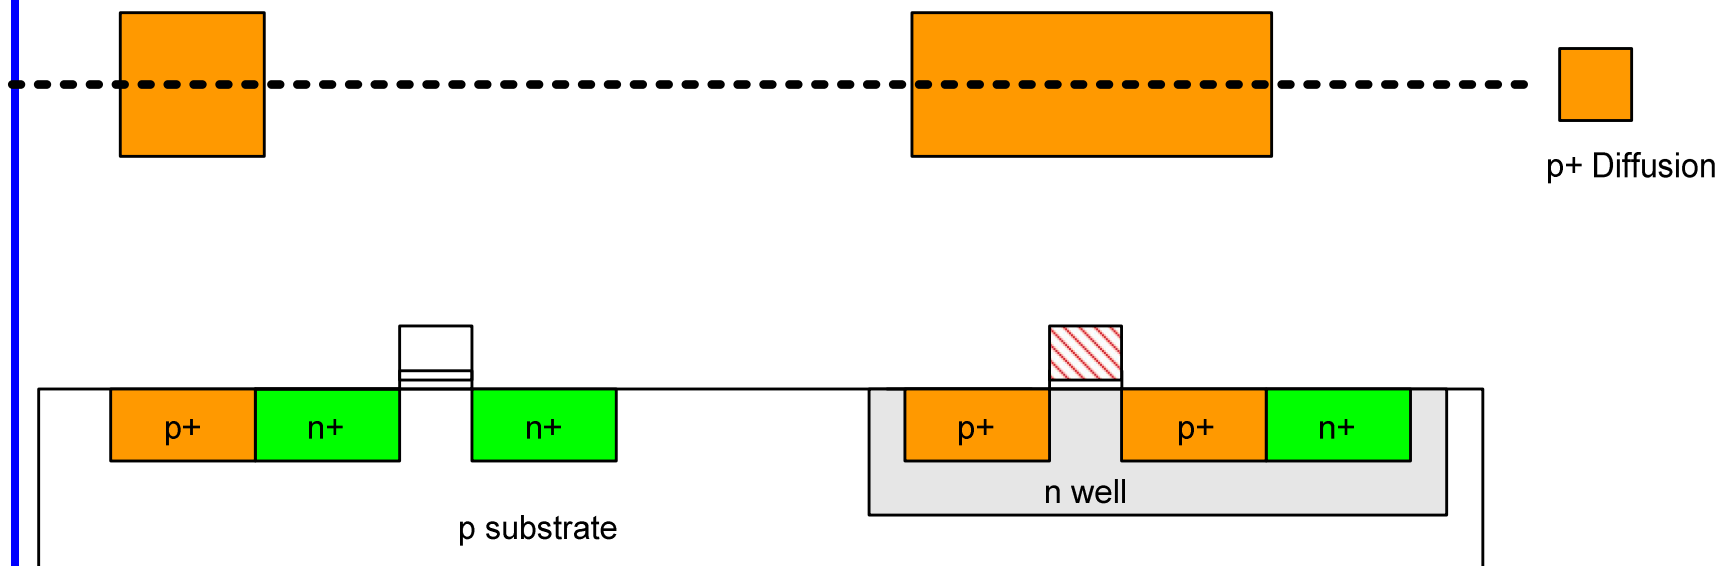 p+ Diffusion
p+
n+
n+
p+
p+
n+
n well
p substrate